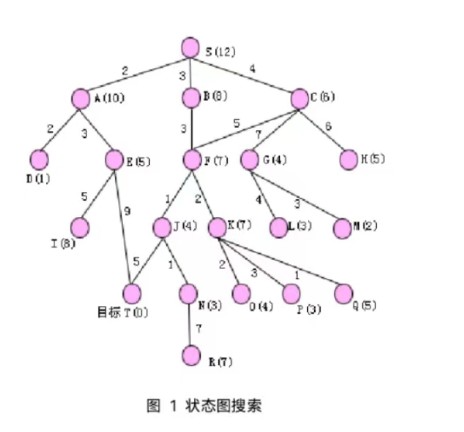 S(12)
2 3 4
A(10) B(8) C(6)
2 3 3 5 7 6
D(1) E(5) F(7) G(4) H(5)
5 9 1 2 4 3
I(8) J(4) K(7) L(3) M(2)
5 1 2 3 1
目标T(0) N(3) O(4) P(3) Q(5)
7
R(7)
图 1 状态图搜索